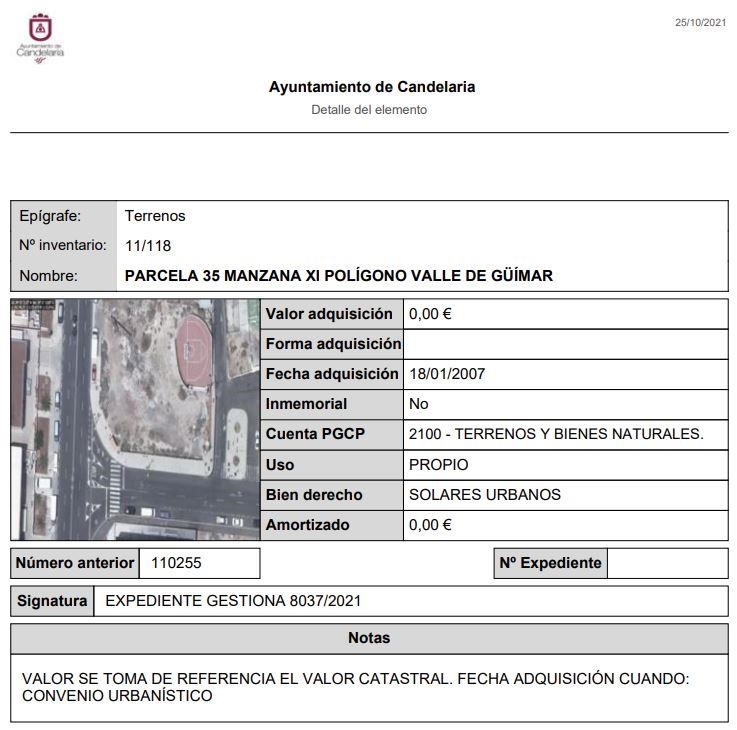 25/10/2021
Ayuntamiento de
Candelaria
Ayuntamiento de Candelaria
Detalle del elemento
Epígrafe: Terrenos
Nº inventario: 11/118
Nombre: PARCELA 35 MANZANA XI POLÍGONO VALLE DE GÜÍMAR
Valor adquisición 0,00 €
Forma adquisición
Fecha adquisición 18/01/2007
Inmemorial No
Cuenta PGCP 2100 - TERRENOS Y BIENES NATURALES.
Uso PROPIO
Bien derecho SOLARES URBANOS
Amortizado 0,00 €
Número anterior 110255
Nº Expediente
Signatura EXPEDIENTE GESTIONA 8037/2021
Notas
VALOR SE TOMA DE REFERENCIA EL VALOR CATASTRAL. FECHA ADQUISICIÓN CUANDO:
CONVENIO URBANÍSTICO